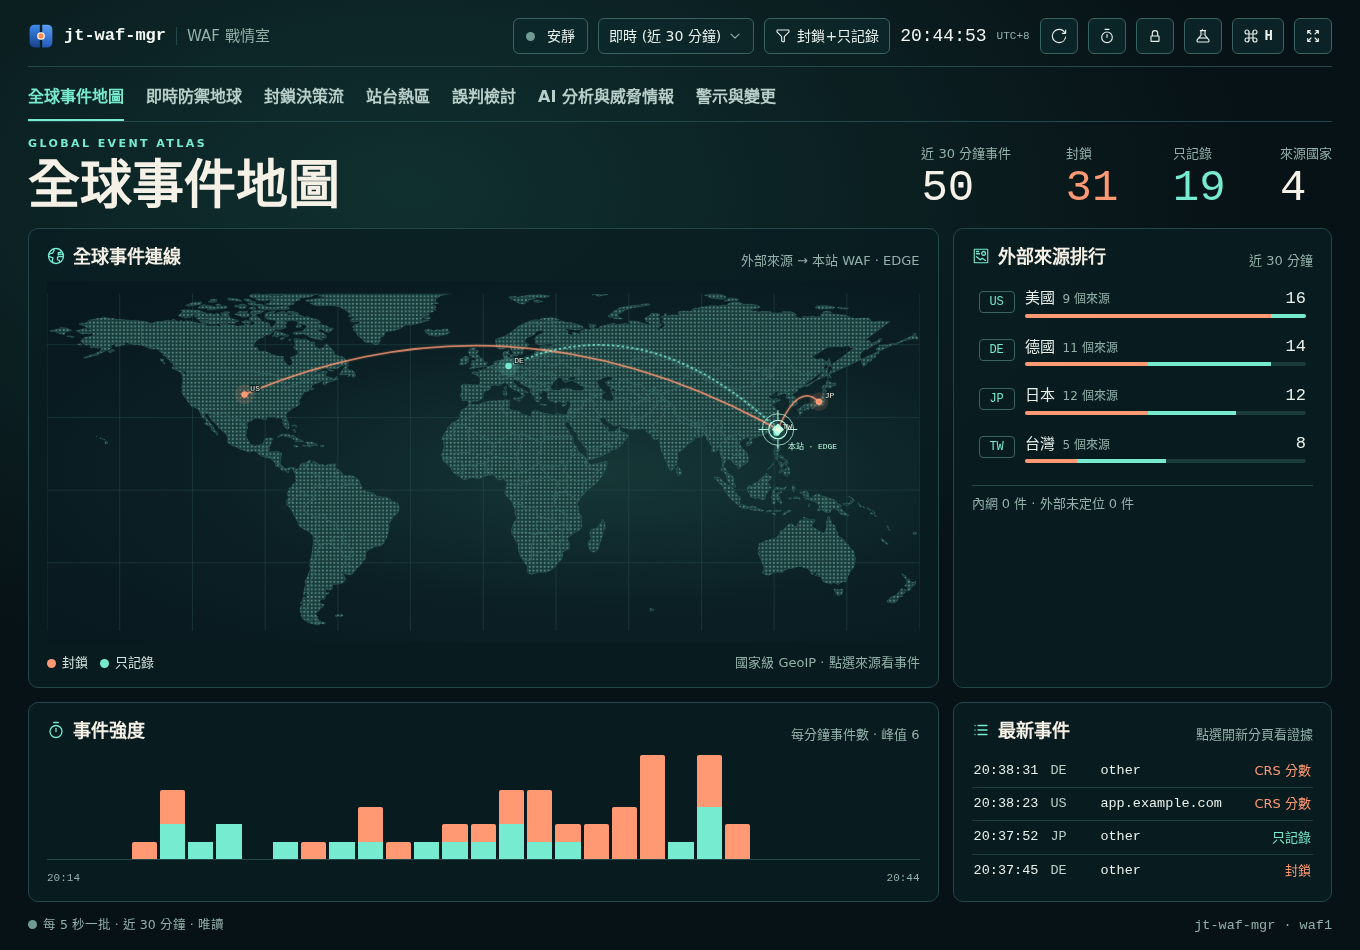 jt-waf-mgr WAF 戰情室 安靜 即時 (近 30 分鐘) 封鎖+只記錄 20:44:53 UTC+8 ⌘ H
全球事件地圖 即時防禦地球 封鎖決策流 站台熱區 誤判檢討 AI 分析與威脅情報 警示與變更
GLOBAL EVENT ATLAS
全球事件地圖
近 30 分鐘事件 封鎖 只記錄 來源國家
50 31 19 4
全球事件連線
外部來源 → 本站 WAF · EDGE
US
DE
JP
本站 · EDGE
封鎖 只記錄
國家級 GeoIP · 點選來源看事件
外部來源排行 近 30 分鐘
US 美國 9 個來源 16
DE 德國 11 個來源 14
JP 日本 12 個來源 12
TW 台灣 5 個來源 8
內網 0 件 · 外部未定位 0 件
事件強度 每分鐘事件數 · 峰值 6
20:14 20:44
最新事件 點選開新分頁看證據
20:38:31 DE other CRS 分數
20:38:23 US app.example.com CRS 分數
20:37:52 JP other 只記錄
20:37:45 DE other 封鎖
每 5 秒一批 · 近 30 分鐘 · 唯讀
jt-waf-mgr · waf1